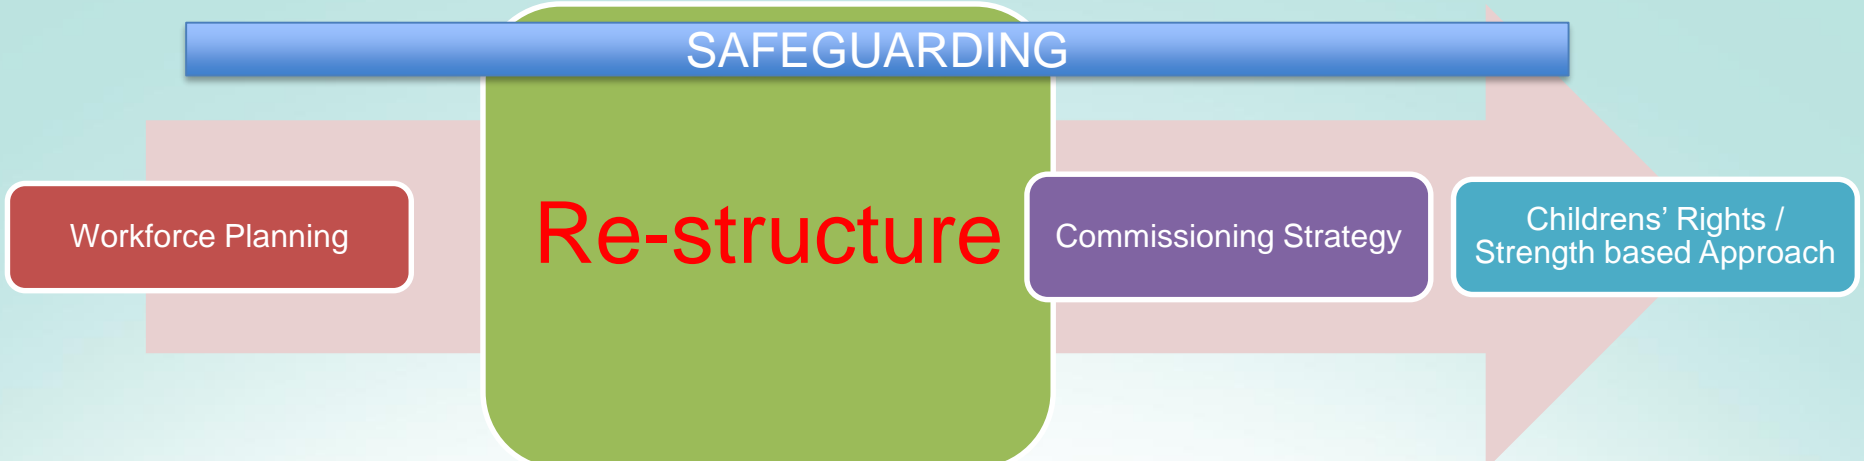 SAFEGUARDING
Workforce Planning
Re-structure
Commissioning Strategy
Childrens’ Rights /
Strength based Approach